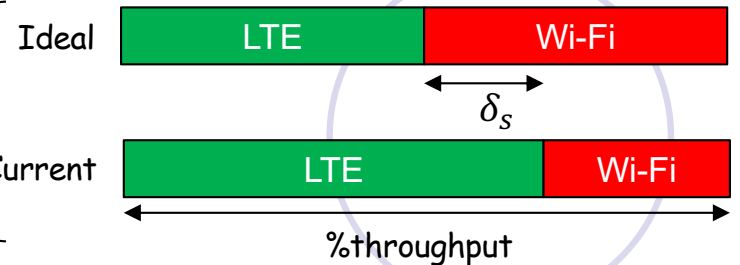 Ideal LTE Wi-Fi
δₛ
Current LTE Wi-Fi
%throughput